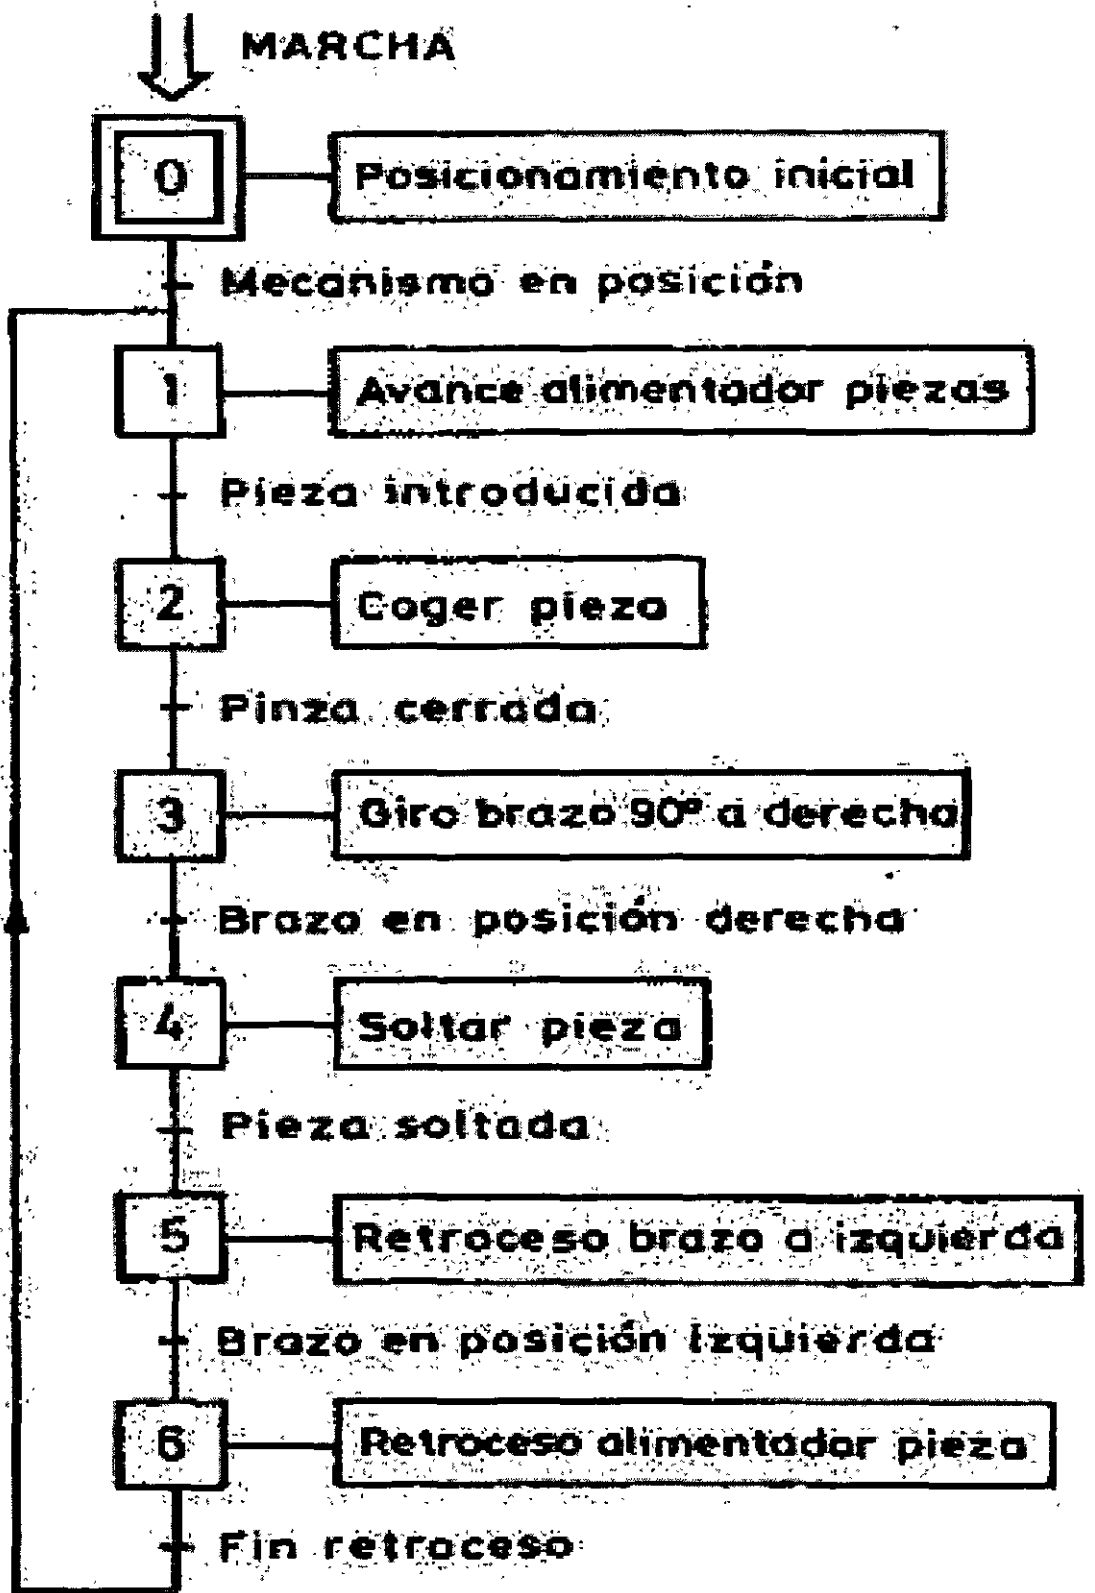 MARCHA
0
Posicionamiento inicial
Mecanismo en posición
1
Avance alimentador piezas
Pieza introducida
2
Coger pieza
Pinza cerrada
3
Giro brazo 90º a derecha
Brazo en posición derecha
4
Soltar pieza
Pieza soltada
5
Retroceso brazo a izquierda
Brazo en posición izquierda
6
Retroceso alimentador pieza
Fin retroceso